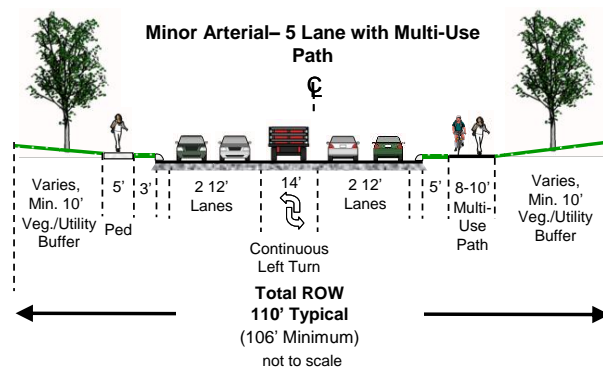 Minor Arterial– 5 Lane with Multi-Use
Path
℄
Varies,
Min. 10’
Veg./Utility
Buffer
5’
Ped
3’
2 12’
Lanes
14’
Continuous
Left Turn
2 12’
Lanes
5’
8-10’
Multi-
Use
Path
Varies,
Min. 10’
Veg./Utility
Buffer
Total ROW
110’ Typical
(106’ Minimum)
not to scale